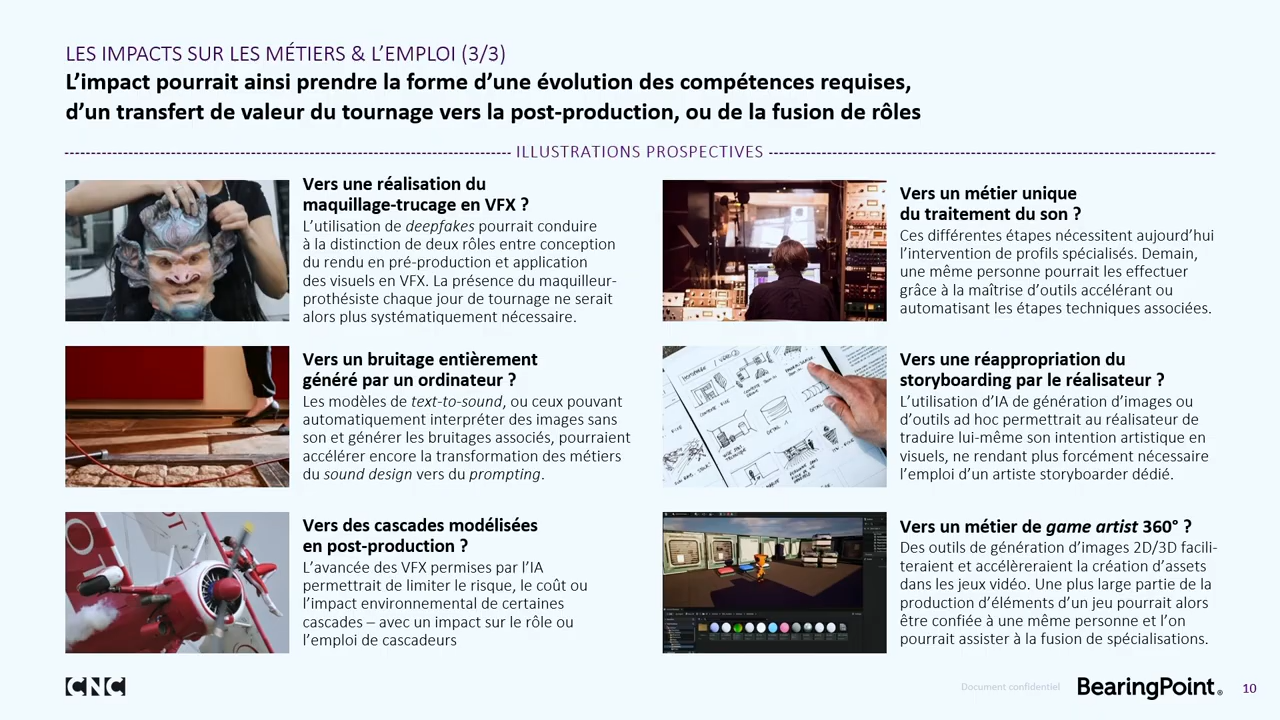 LES IMPACTS SUR LES MÉTIERS & L’EMPLOI (3/3)
L’impact pourrait ainsi prendre la forme d’une évolution des compétences requises,
d’un transfert de valeur du tournage vers la post-production, ou de la fusion de rôles
ILLUSTRATIONS PROSPECTIVES
Vers une réalisation du
maquillage-trucage en VFX ?
L’utilisation de deepfakes pourrait conduire
à la distinction de deux rôles entre conception
du rendu en pré-production et application
des visuels en VFX. La présence du maquilleur-
prothésiste chaque jour de tournage ne serait
alors plus systématiquement nécessaire.
Vers un bruitage entièrement
généré par un ordinateur ?
Les modèles de text-to-sound, ou ceux pouvant
automatiquement interpréter des images sans
son et générer les bruitages associés, pourraient
accélérer encore la transformation des métiers
du sound design vers du prompting.
Vers des cascades modélisées
en post-production ?
L’avancée des VFX permises par l’IA
permettrait de limiter le risque, le coût ou
l’impact environnemental de certaines
cascades – avec un impact sur le rôle ou
l’emploi de cascadeurs
Vers un métier unique
du traitement du son ?
Ces différentes étapes nécessitent aujourd’hui
l’intervention de profils spécialisés. Demain,
une même personne pourrait les effectuer
grâce à la maîtrise d’outils accélérant ou
automatisant les étapes techniques associées.
Vers une réappropriation du
storyboarding par le réalisateur ?
L’utilisation d’IA de génération d’images ou
d’outils ad hoc permettrait au réalisateur de
traduire lui-même son intention artistique en
visuels, ne rendant plus forcément nécessaire
l’emploi d’un artiste storyboarder dédié.
Vers un métier de game artist 360° ?
Des outils de génération d’images 2D/3D facili-
teraient et accélèreraient la création d’assets
dans les jeux vidéo. Une plus large partie de la
production d’éléments d’un jeu pourrait alors
être confiée à une même personne et l’on
pourrait assister à la fusion de spécialisations.
CNC
Document confidentiel
BearingPoint®
10